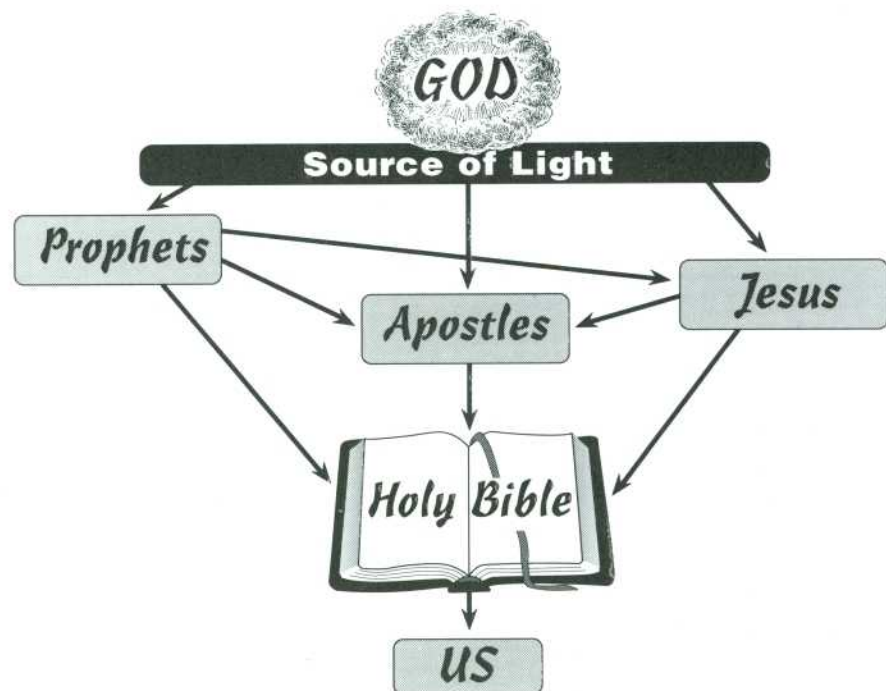 GOD
Source of Light
Prophets
Jesus
Apostles
Holy Bible
US